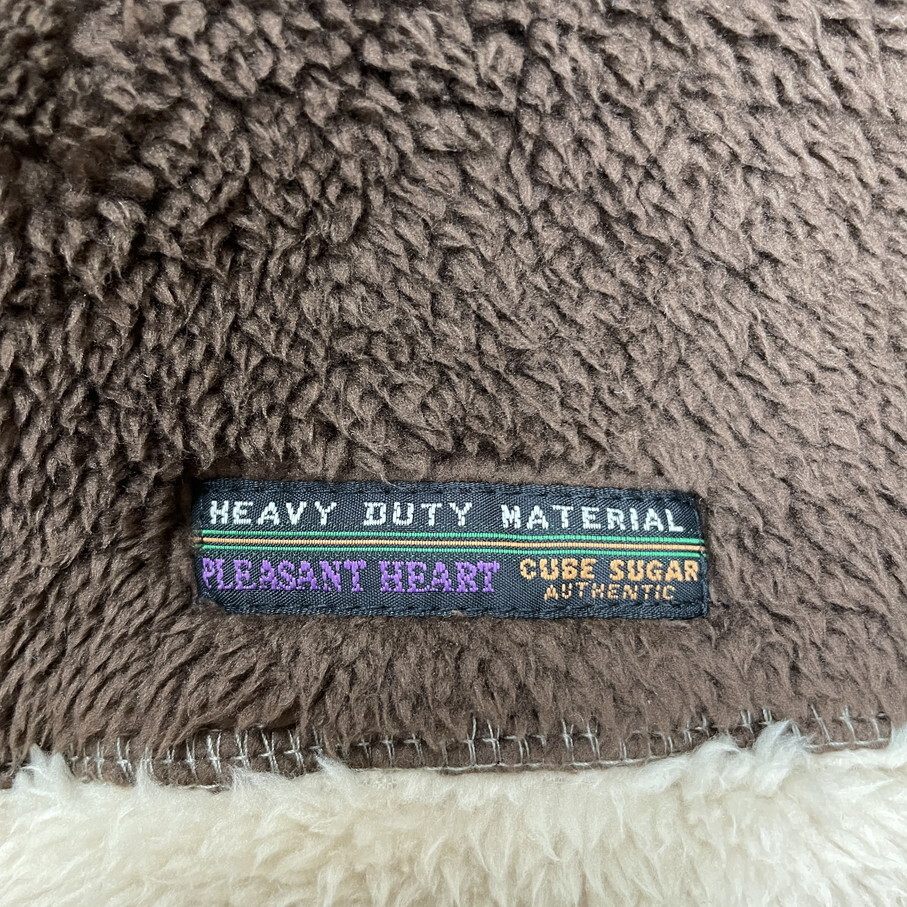 HEAVY DUTY MATERIAL
PLEASANT HEART
CUBE SUGAR
AUTHENTIC